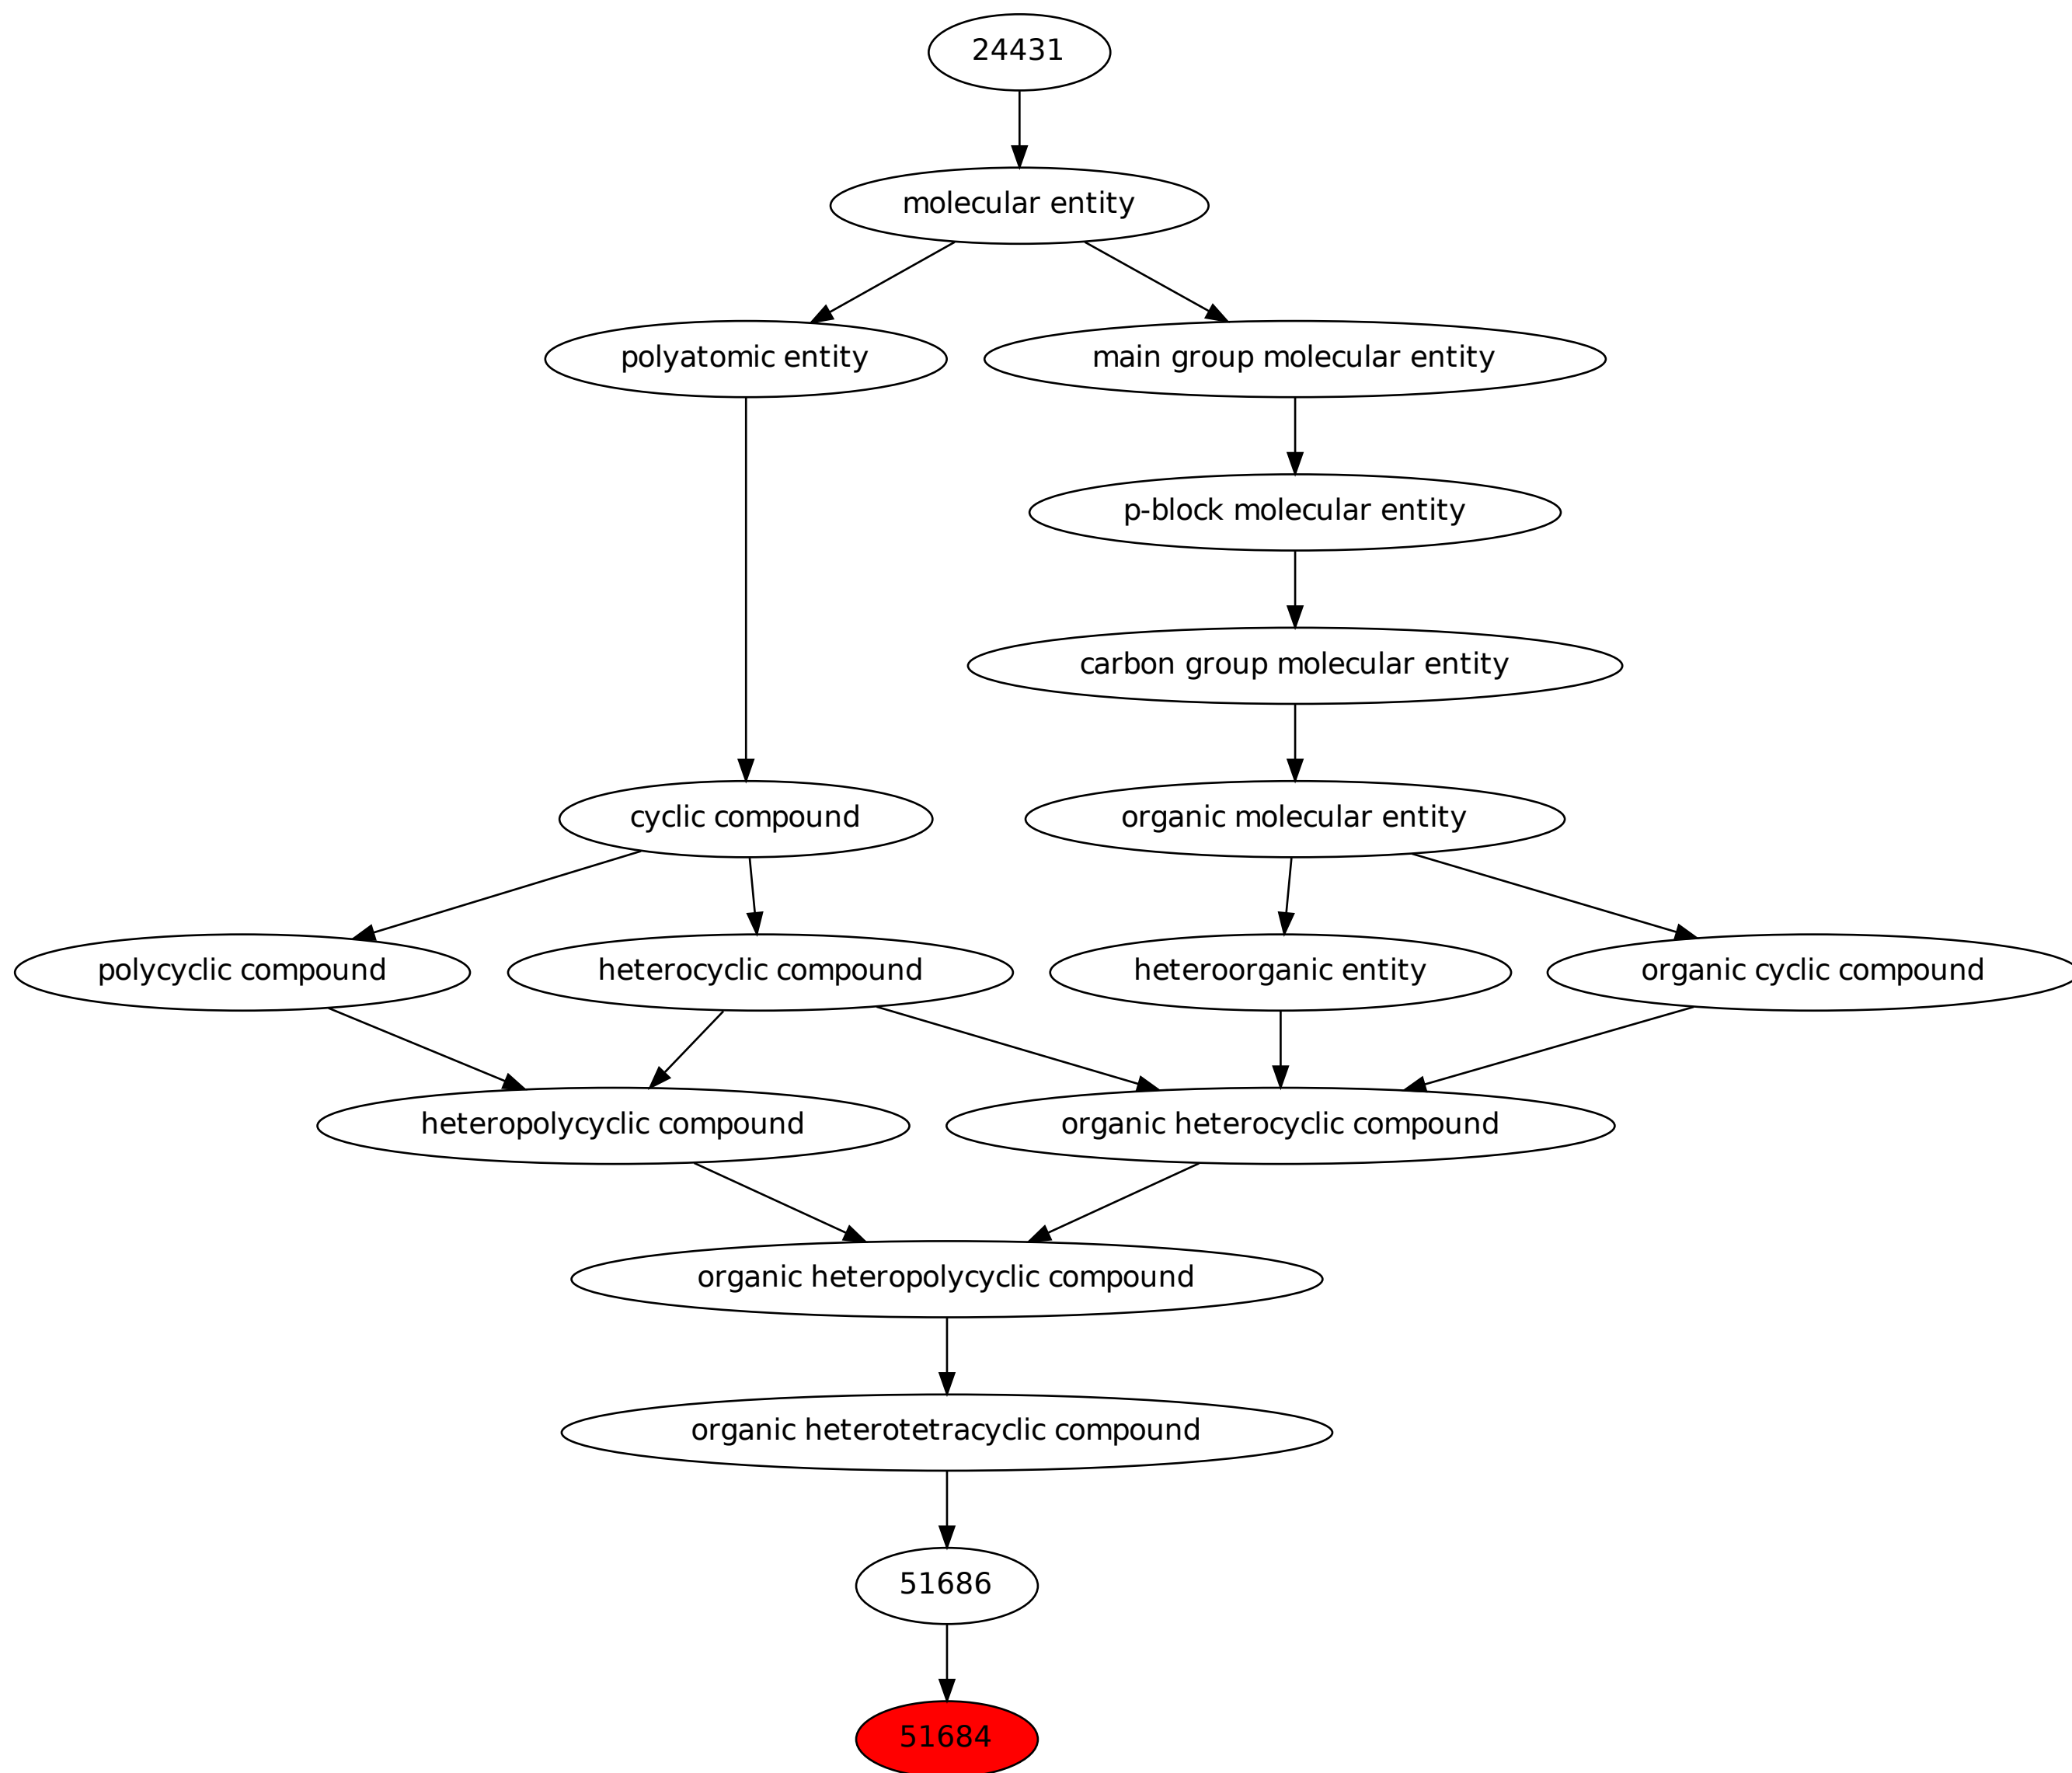 24431
molecular entity
polyatomic entity
main group molecular entity
p-block molecular entity
carbon group molecular entity
cyclic compound
organic molecular entity
polycyclic compound
heterocyclic compound
heteroorganic entity
organic cyclic compound
heteropolycyclic compound
organic heterocyclic compound
organic heteropolycyclic compound
organic heterotetracyclic compound
51686
51684